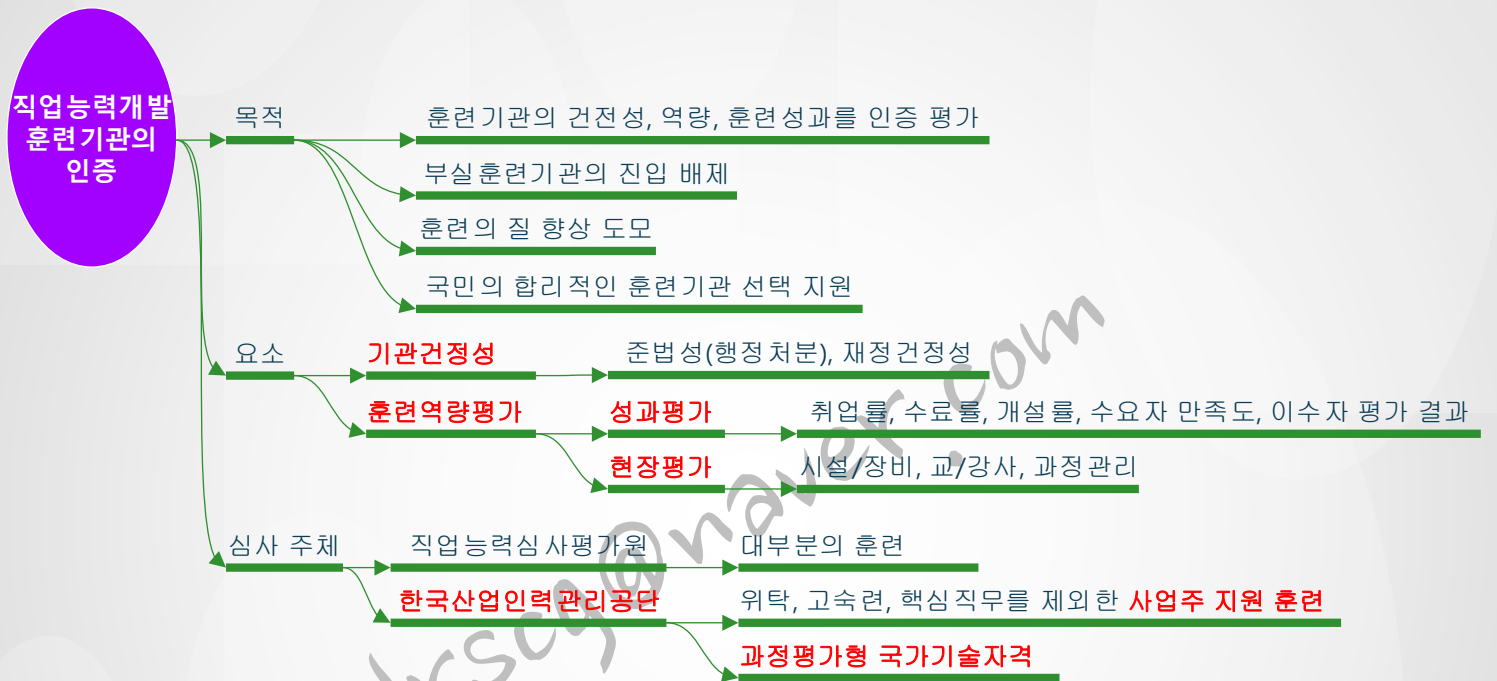 직업능력개발
훈련기관의
인증
목적
훈련기관의 건전성, 역량, 훈련성과를 인증 평가
부실훈련기관의 진입 배제
훈련의 질 향상 도모
국민의 합리적인 훈련기관 선택 지원
요소
기관건정성
준법성(행정처분), 재정건정성
훈련역량평가
성과평가
취업률, 수료률, 개설률, 수요자 만족도, 이수자 평가 결과
현장평가
시설/장비, 교/강사, 과정관리
심사 주체
직업능력심사평가원
대부분의 훈련
한국산업인력관리공단
위탁, 고숙련, 핵심직무를 제외한 사업주 지원 훈련
과정평가형 국가기술자격
@naver.com